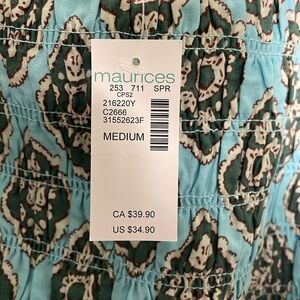 maurices
253 711 SPR
CPS2
216220Y
C2666
31552623F
MEDIUM
CA $39.90
US $34.90